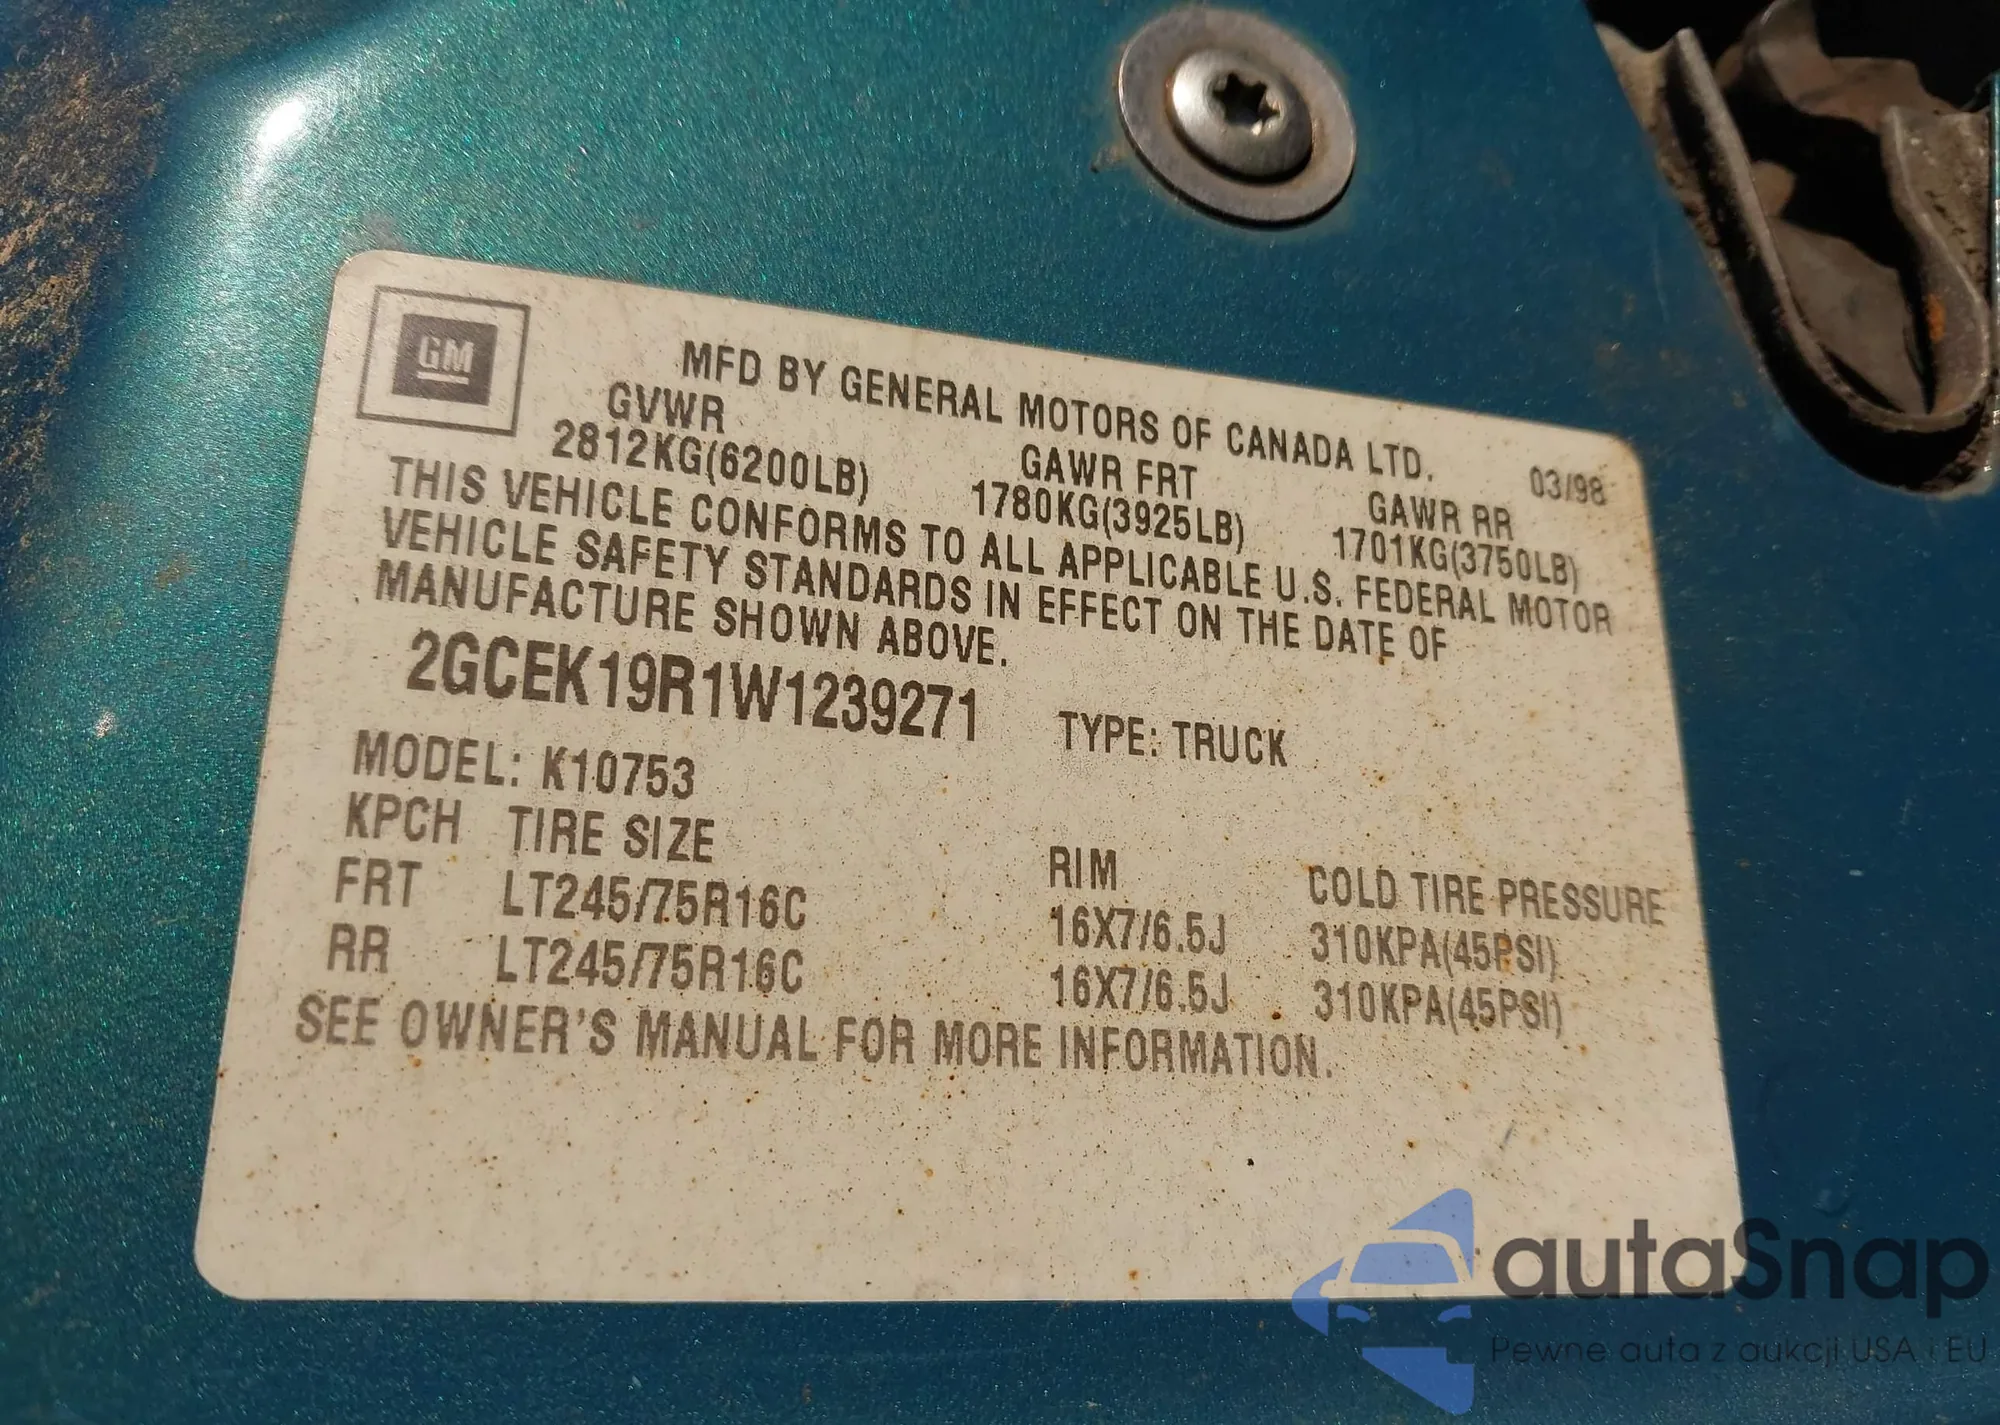 GM
MFD BY GENERAL MOTORS OF CANADA LTD. 03/98
GVWR GAWR FRT GAWR RR
2812KG(6200LB) 1780KG(3925LB) 1701KG(3750LB)
THIS VEHICLE CONFORMS TO ALL APPLICABLE U.S. FEDERAL MOTOR
VEHICLE SAFETY STANDARDS IN EFFECT ON THE DATE OF
MANUFACTURE SHOWN ABOVE.
2GCEK19R1W1239271 TYPE: TRUCK
MODEL: K10753
KPCH TIRE SIZE RIM COLD TIRE PRESSURE
FRT LT245/75R16C 16X7/6.5J 310KPA(45PSI)
RR LT245/75R16C 16X7/6.5J 310KPA(45PSI)
SEE OWNER'S MANUAL FOR MORE INFORMATION.
autaSnap
Pewne auta z aukcji USA i EU